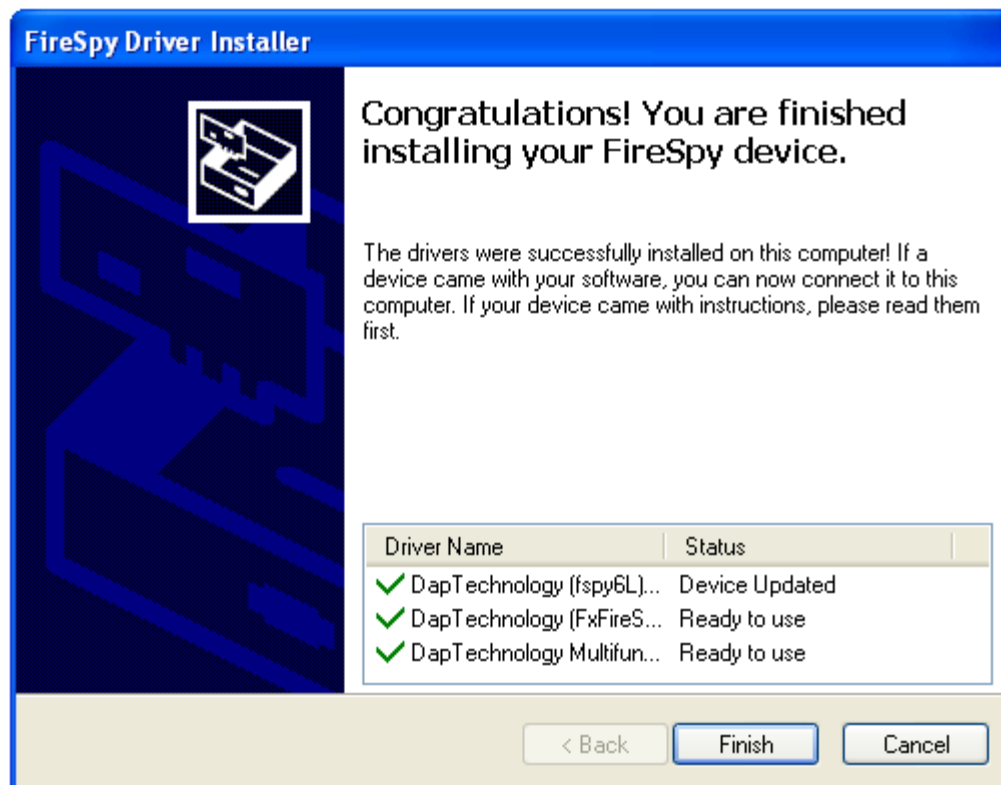 FireSpy Driver Installer
Congratulations! You are finished
installing your FireSpy device.
The drivers were successfully installed on this computer! If a
device came with your software, you can now connect it to this
computer. If your device came with instructions, please read them
first.
Driver Name Status
DapTechnology (fspy6L)... Device Updated
DapTechnology (FxFireS... Ready to use
DapTechnology Multifun... Ready to use
< Back Finish Cancel